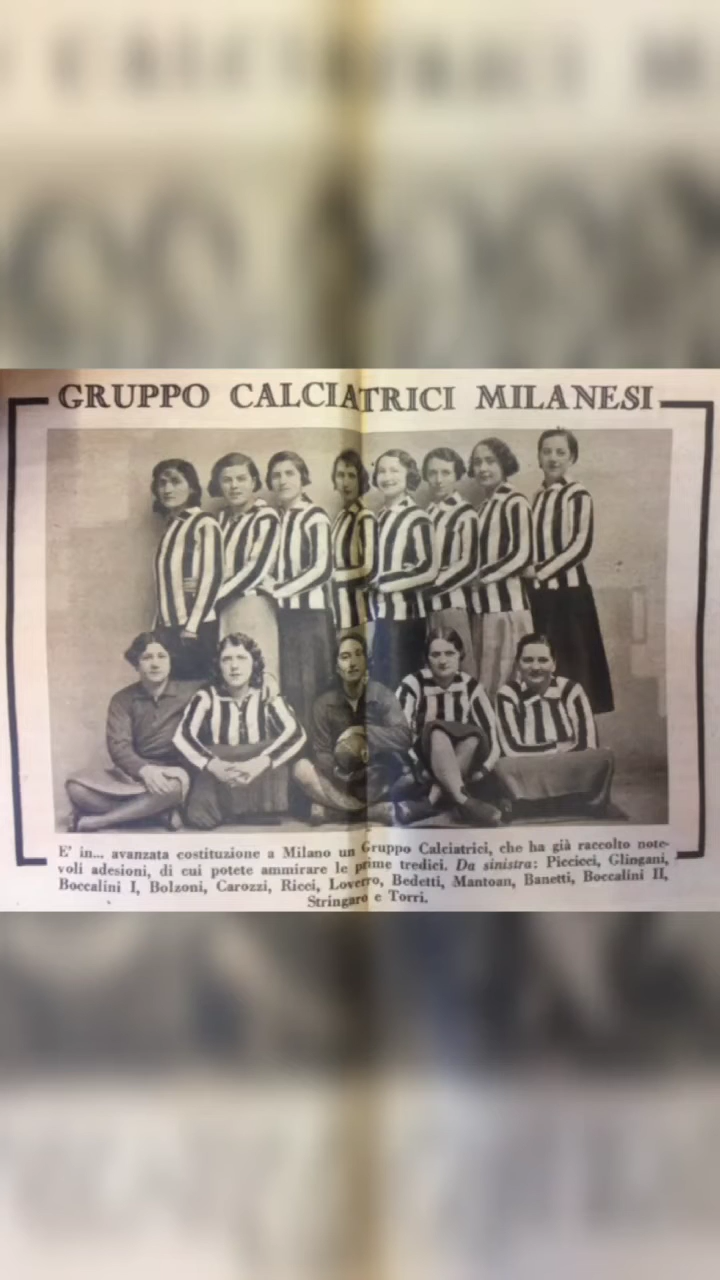 GRUPPO CALCIATRICI MILANESI
E' in... avanzata costituzione a Milano un Gruppo Calciatrici, che ha già raccolto note-
voli adesioni, di cui potete ammirare le prime tredici. Da sinistra: Piccicci, Glingani,
Boccalini I, Bolzoni, Carozzi, Ricci, Loverro, Bedetti, Mantoan, Banetti, Boccalini II,
Stringaro e Torri.